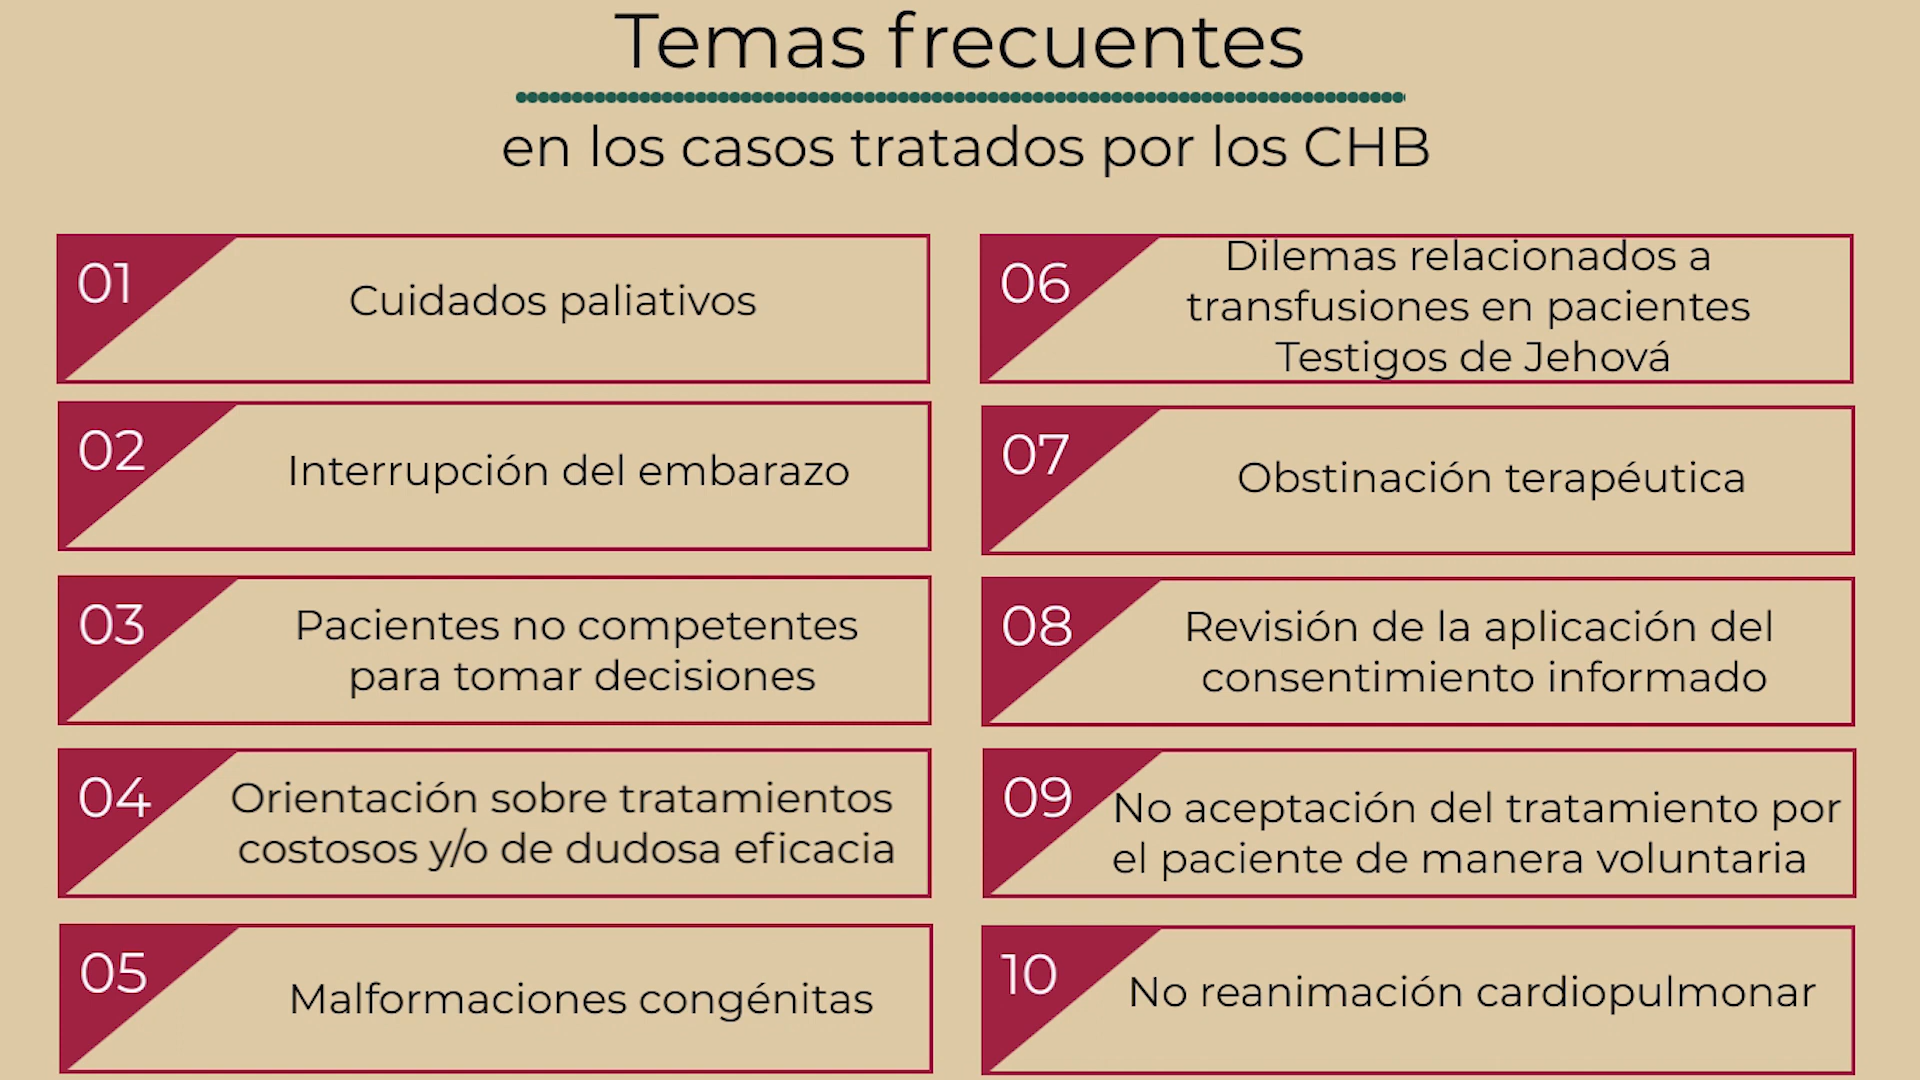 Temas frecuentes
en los casos tratados por los CHB
01
Cuidados paliativos
02
Interrupción del embarazo
03
Pacientes no competentes
para tomar decisiones
04
Orientación sobre tratamientos
costosos y/o de dudosa eficacia
05
Malformaciones congénitas
06
Dilemas relacionados a
transfusiones en pacientes
Testigos de Jehová
07
Obstinación terapéutica
08
Revisión de la aplicación del
consentimiento informado
09
No aceptación del tratamiento por
el paciente de manera voluntaria
10
No reanimación cardiopulmonar